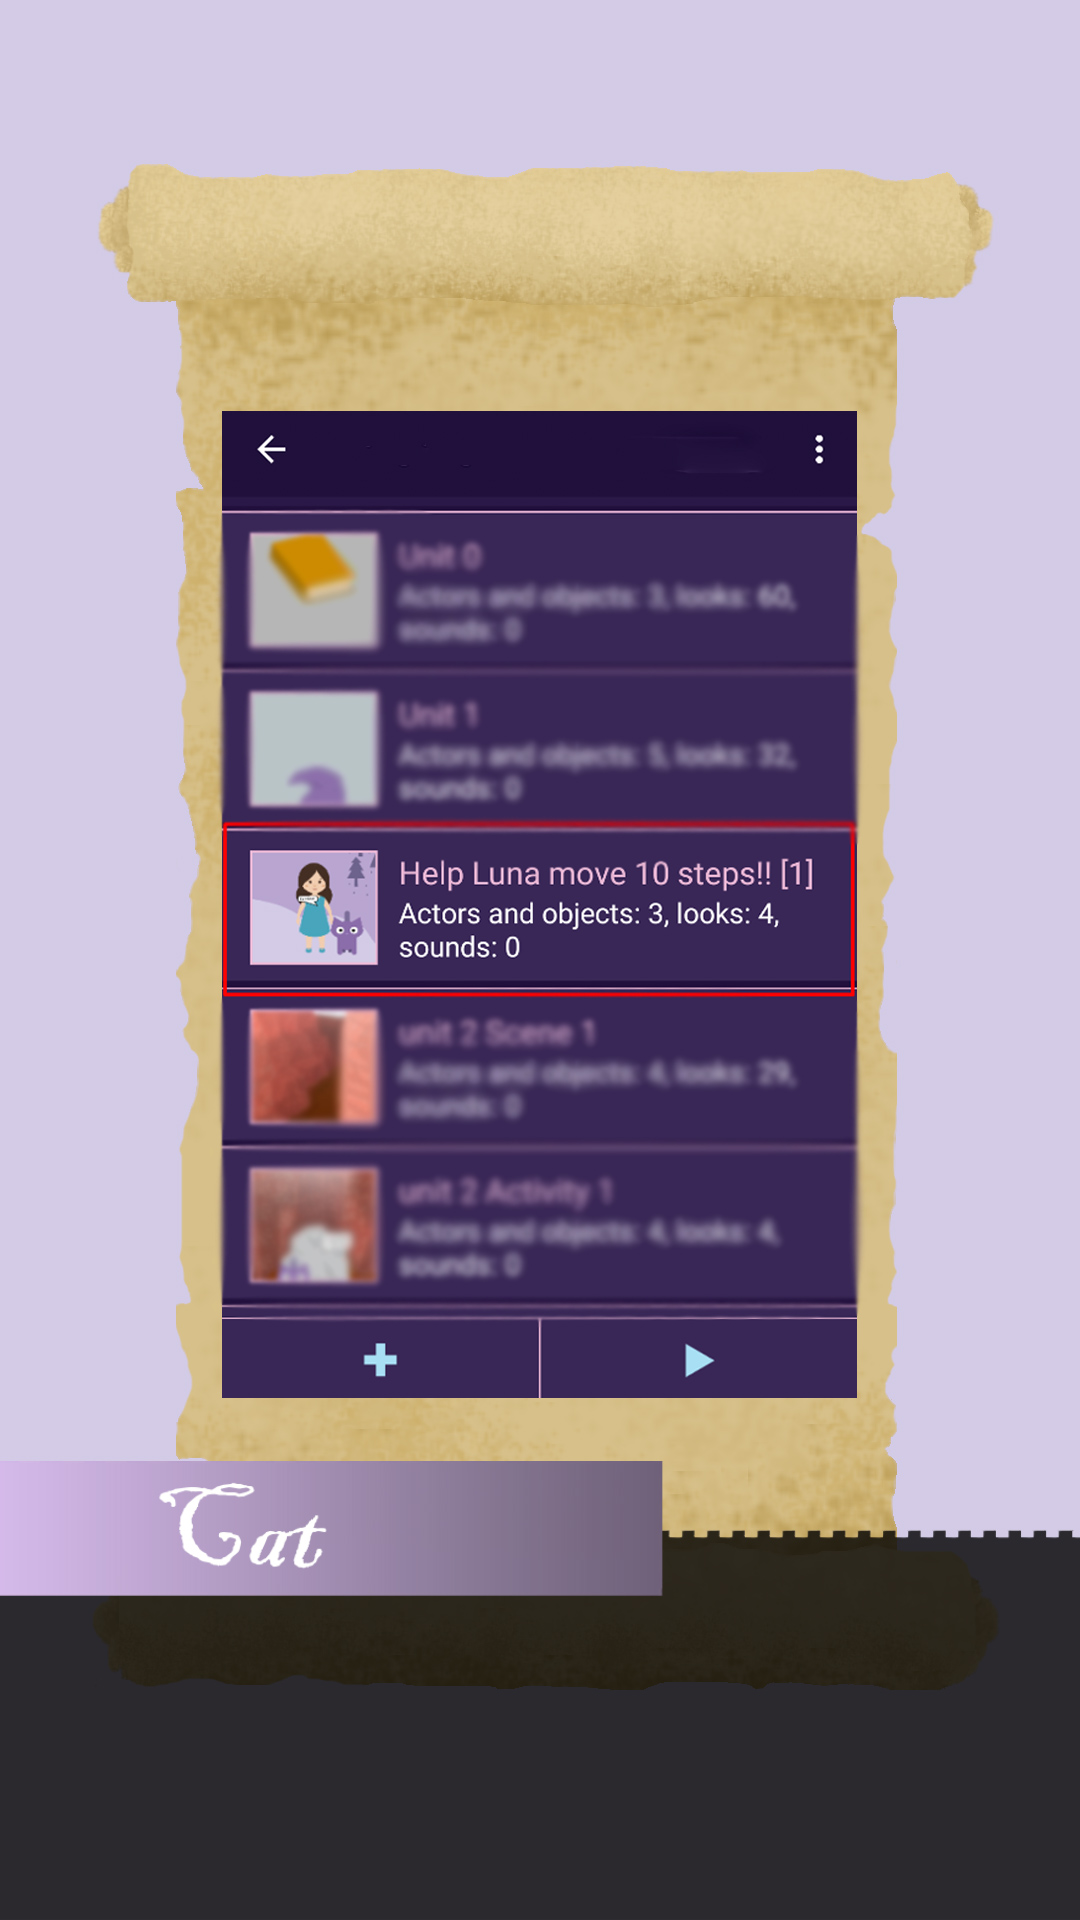 Unit 0
Actors and objects: 3, looks: 60,
sounds: 0
Unit 1
Actors and objects: 5, looks: 32,
sounds: 0
Help Luna move 10 steps!! [1]
Actors and objects: 3, looks: 4,
sounds: 0
unit 2 Scene 1
Actors and objects: 4, looks: 29,
sounds: 0
unit 2 Activity 1
Actors and objects: 4, looks: 4,
sounds: 0
Cat